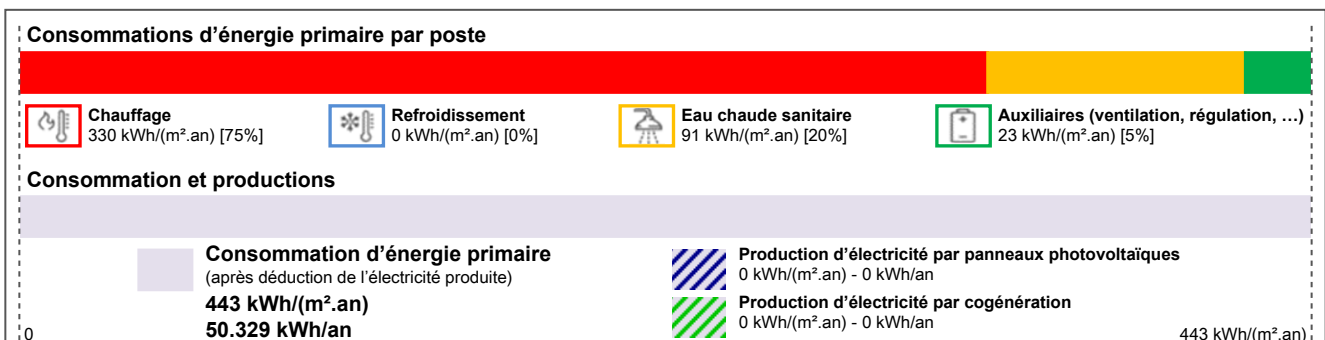 Consommations d'énergie primaire par poste
Chauffage
330 kWh/(m².an) [75%]
Refroidissement
0 kWh/(m².an) [0%]
Eau chaude sanitaire
91 kWh/(m².an) [20%]
Auxiliaires (ventilation, régulation, …)
23 kWh/(m².an) [5%]
Consommation et productions
Consommation d'énergie primaire
(après déduction de l'électricité produite)
443 kWh/(m².an)
50.329 kWh/an
Production d'électricité par panneaux photovoltaïques
0 kWh/(m².an) - 0 kWh/an
Production d'électricité par cogénération
0 kWh/(m².an) - 0 kWh/an
0
443 kWh/(m².an)